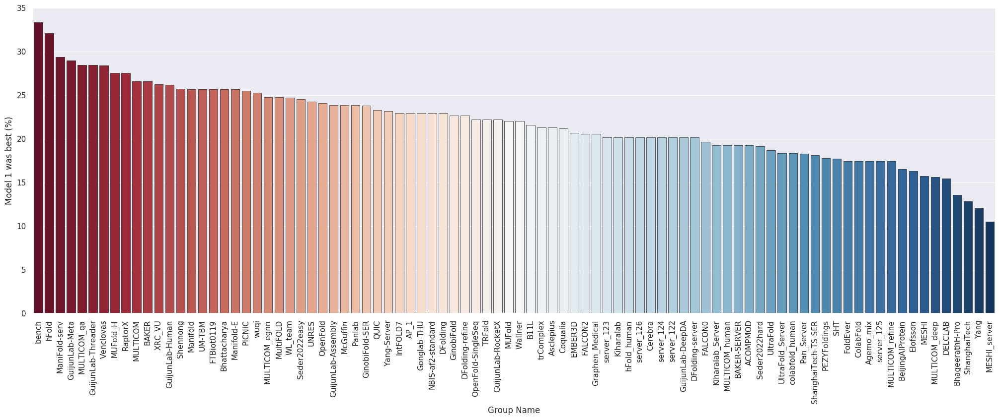 35
30
25
20
15
10
5
0
Model 1 was best (%)
bench
hFold
ManiFold-serv
GuijunLab-Meta
MULTICOM_qa
GuijunLab-Threader
Venclovas
MUFold_H
RaptorX
MULTICOM
BAKER
XRC_VU
GuijunLab-Human
Shennong
Manifold
UM-TBM
FTBiot0119
Bhattacharya
Manifold-E
PICNIC
wuqi
MULTICOM_egnn
MultiFOLD
WL_team
Seder2022easy
UNRES
OpenFold
GuijunLab-Assembly
McGuffin
Panlab
GinobiFold-SER
QUIC
Yang-Server
IntFOLD7
AP_1
Gonglab-THU
NBIS-af2-standard
DFolding
GinobiFold
DFolding-refine
OpenFold-SingleSeq
TRFold
GuijunLab-RocketX
MUFold
Wallner
B11L
trComplex
Asclepius
Coqualia
EMBER3D
FALCON2
Graphen_Medical
server_123
Kiharalab
hFold_human
server_126
Cerebra
server_124
server_122
GuijunLab-DeepDA
DFolding-server
FALCON0
Kiharalab_Server
MULTICOM_human
BAKER-SERVER
ACOMPMOD
Seder2022hard
UltraFold
UltraFold_Server
colabfold_human
Pan_Server
ShanghaiTech-TS-SER
PEZYFoldings
SHT
FoldEver
ColabFold
Agemo_mix
server_125
MULTICOM_refine
BeijingAIProtein
Elofsson
MESHI
MULTICOM_deep
DELCLAB
BhageerathH-Pro
ShanghaiTech
Yang
MESHI_server
Group Name